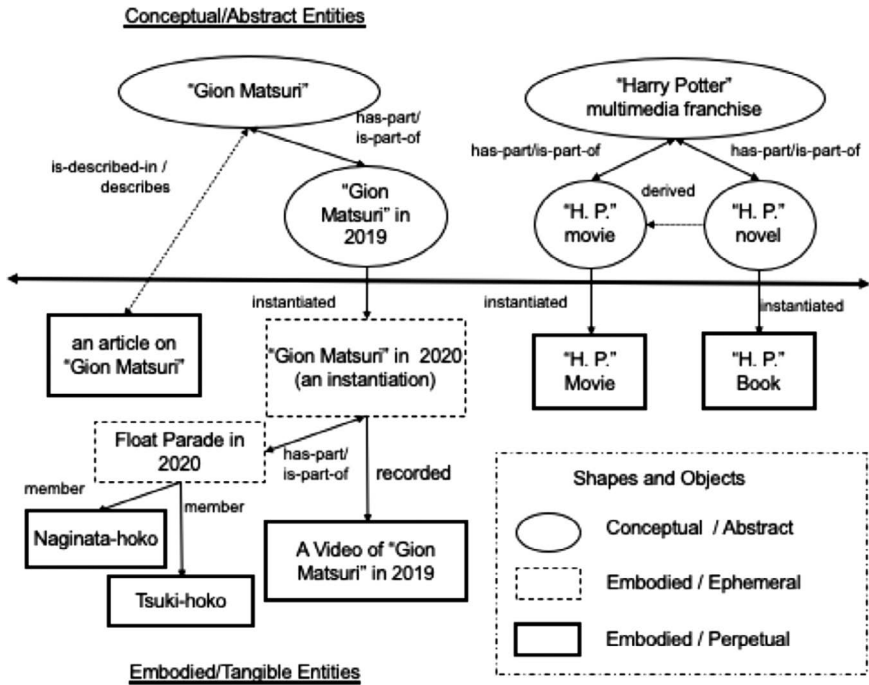 Conceptual/Abstract Entities
“Gion Matsuri”
has-part/
is-part-of
is-described-in /
describes
“Gion
Matsuri” in
2019
“Harry Potter”
multimedia franchise
has-part/is-part-of
has-part/is-part-of
derived
“H. P.”
movie
“H. P.”
novel
instantiated
instantiated
instantiated
an article on
“Gion Matsuri”
“Gion Matsuri” in 2020
(an instantiation)
“H. P.”
Movie
“H. P.”
Book
Float Parade in
2020
has-part/
is-part-of
recorded
member
member
Naginata-hoko
Tsuki-hoko
A Video of “Gion
Matsuri” in 2019
Shapes and Objects
Conceptual / Abstract
Embodied / Ephemeral
Embodied / Perpetual
Embodied/Tangible Entities